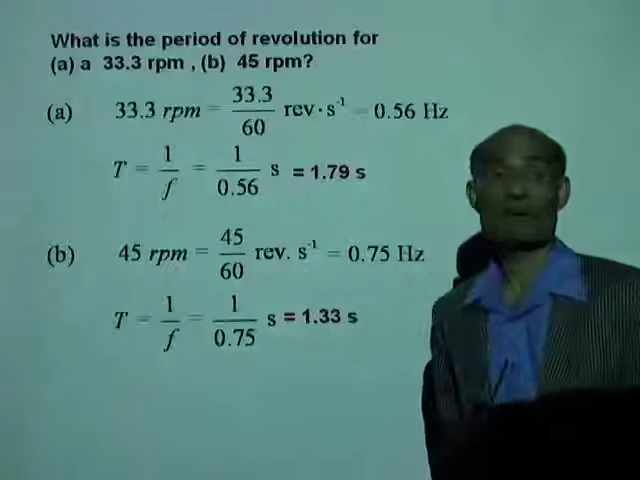 What is the period of revolution for
(a) a 33.3 rpm , (b) 45 rpm?
(a) 33.3 rpm = 33.3/60 rev·s⁻¹ = 0.56 Hz
T = 1/f = 1/0.56 s = 1.79 s
(b) 45 rpm = 45/60 rev. s⁻¹ = 0.75 Hz
T = 1/f = 1/0.75 s = 1.33 s